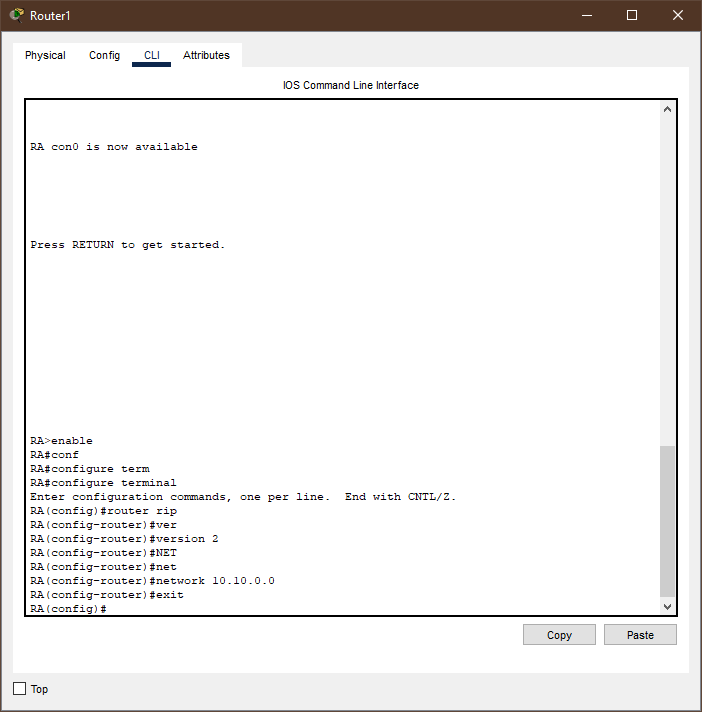 Router1
Physical Config CLI Attributes
IOS Command Line Interface
RA con0 is now available
Press RETURN to get started.
RA>enable
RA#conf
RA#configure term
RA#configure terminal
Enter configuration commands, one per line.  End with CNTL/Z.
RA(config)#router rip
RA(config-router)#ver
RA(config-router)#version 2
RA(config-router)#NET
RA(config-router)#net
RA(config-router)#network 10.10.0.0
RA(config-router)#exit
RA(config)#
Copy Paste
Top